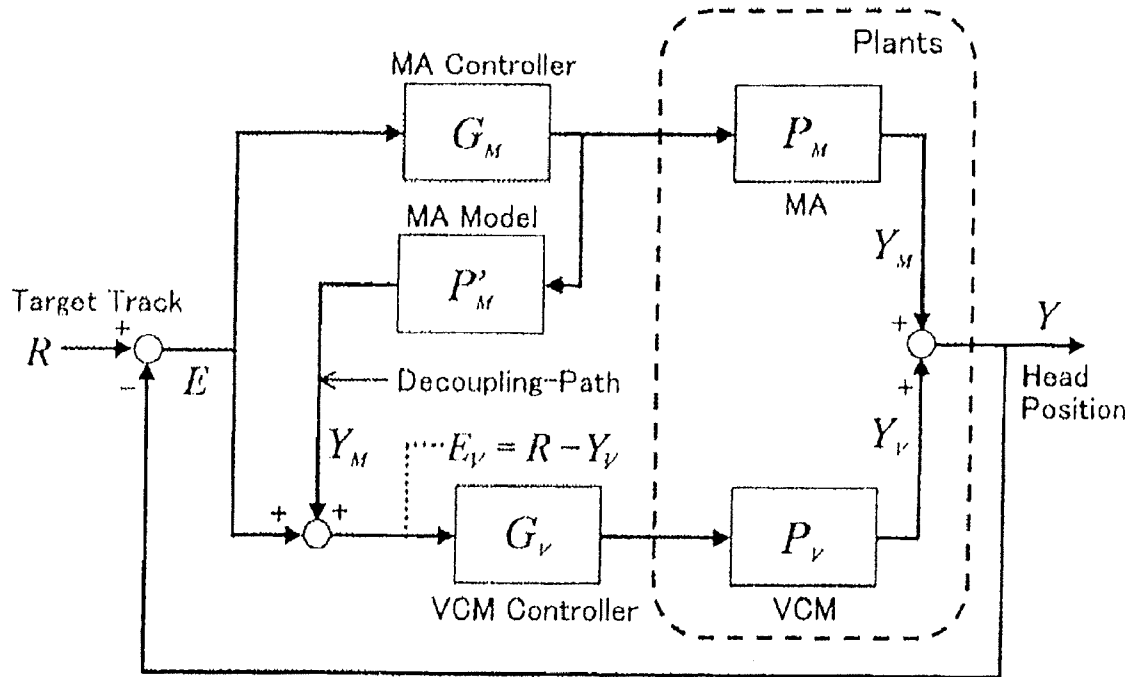 Plants
MA Controller
G_M
P_M
MA
MA Model
P'_M
Y_M
Target Track
R
+
−
E
Decoupling-Path
+
+
Y
Head
Position
Y_M
E_V = R − Y_V
Y_V
+
+
G_V
P_V
VCM Controller
VCM